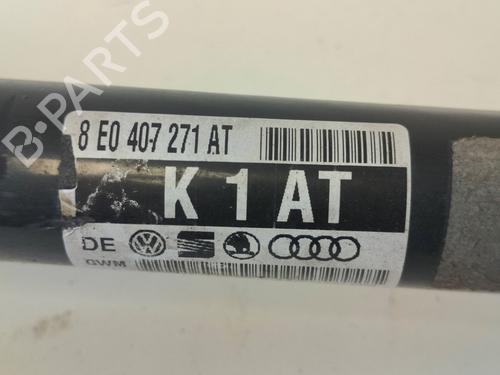 B-PARTS
8 E0 407 271 AT
K 1 AT
DE
GWM